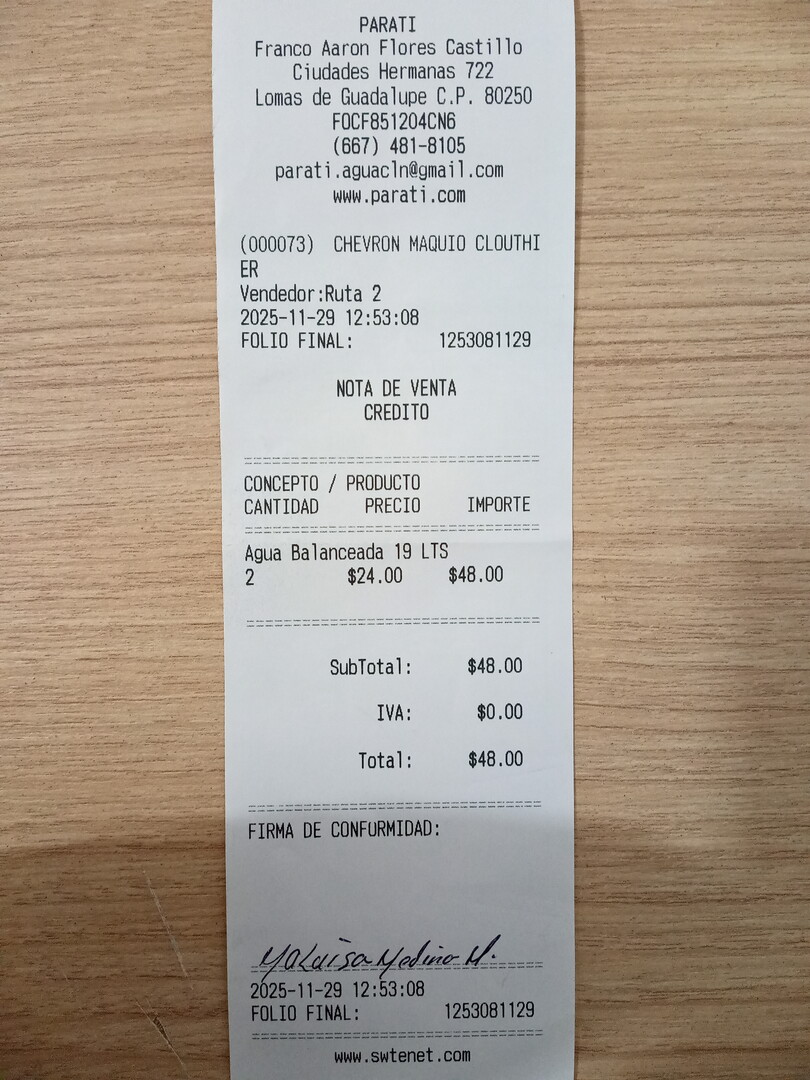 PARATI
Franco Aaron Flores Castillo
Ciudades Hermanas 722
Lomas de Guadalupe C.P. 80250
FOCF851204CN6
(667) 481-8105
parati.aguacln@gmail.com
www.parati.com
(000073) CHEVRON MAQUIO CLOUTHI
ER
Vendedor:Ruta 2
2025-11-29 12:53:08
FOLIO FINAL: 1253081129
NOTA DE VENTA
CREDITO
CONCEPTO / PRODUCTO
CANTIDAD PRECIO IMPORTE
Agua Balanceada 19 LTS
2 $24.00 $48.00
SubTotal: $48.00
IVA: $0.00
Total: $48.00
FIRMA DE CONFORMIDAD:
Ma Luisa Medina M.
2025-11-29 12:53:08
FOLIO FINAL: 1253081129
www.swtenet.com